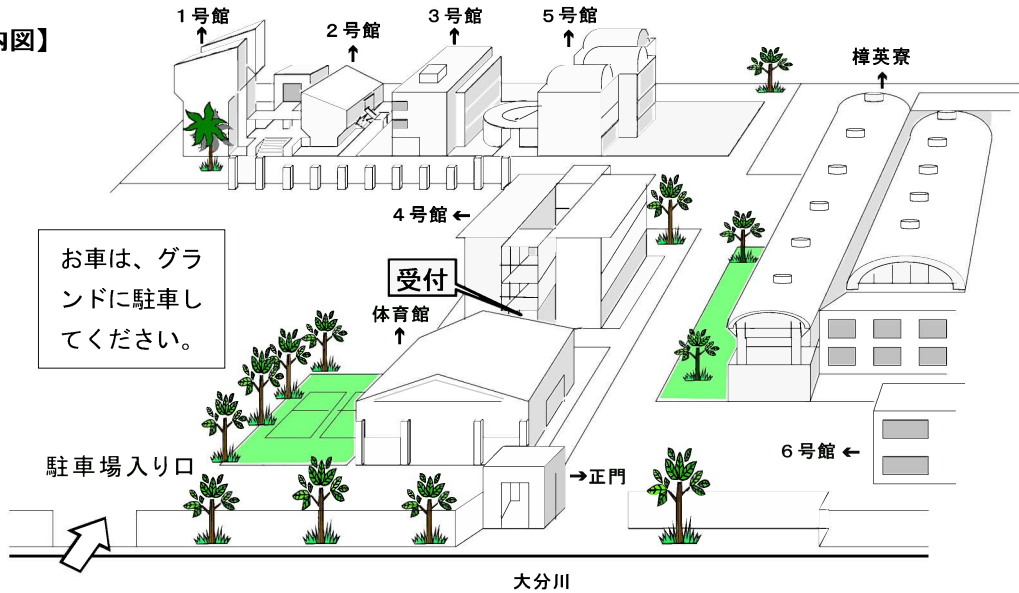 内図】
1号館
2号館
3号館
5号館
樟英寮
4号館
お車は、グラ
ンドに駐車し
てください。
受付
体育館
駐車場入り口
6号館
正門
大分川